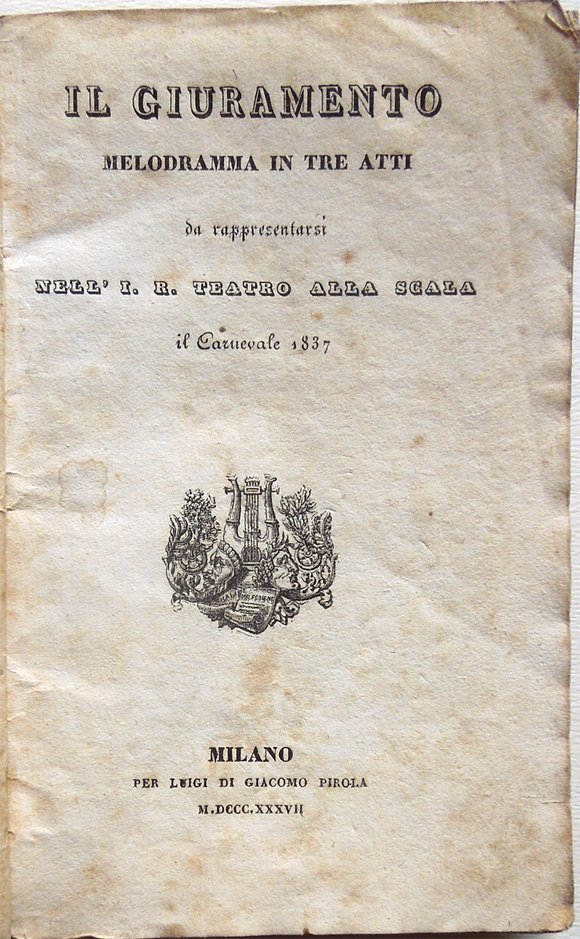 IL GIURAMENTO
MELODRAMMA IN TRE ATTI
da rappresentarsi
NELL' I. R. TEATRO ALLA SCALA
il Carnevale 1837
MILANO
PER LUIGI DI GIACOMO PIROLA
M.DCCC.XXXVII